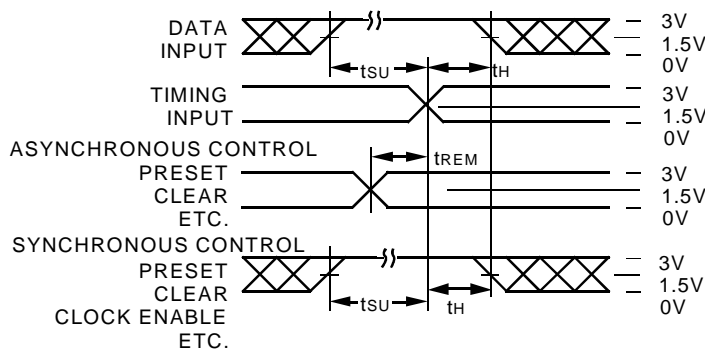 DATA
INPUT
tSU
tH
3V
1.5V
0V
TIMING
INPUT
3V
1.5V
0V
ASYNCHRONOUS CONTROL
PRESET
CLEAR
ETC.
tREM
3V
1.5V
0V
SYNCHRONOUS CONTROL
PRESET
CLEAR
CLOCK ENABLE
ETC.
tSU
tH
3V
1.5V
0V